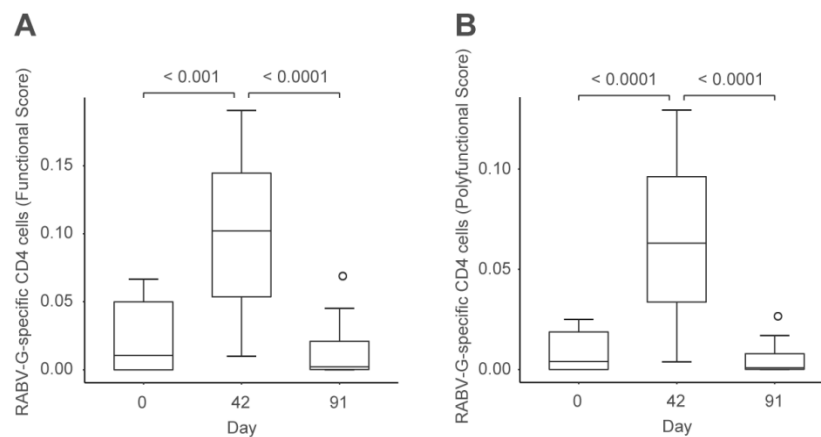 A
RABV-G-specific CD4 cells (Functional Score)
< 0.001
< 0.0001
0.15
0.10
0.05
0.00
0
42
91
Day
B
RABV-G-specific CD4 cells (Polyfunctional Score)
< 0.0001
< 0.0001
0.10
0.05
0.00
0
42
91
Day